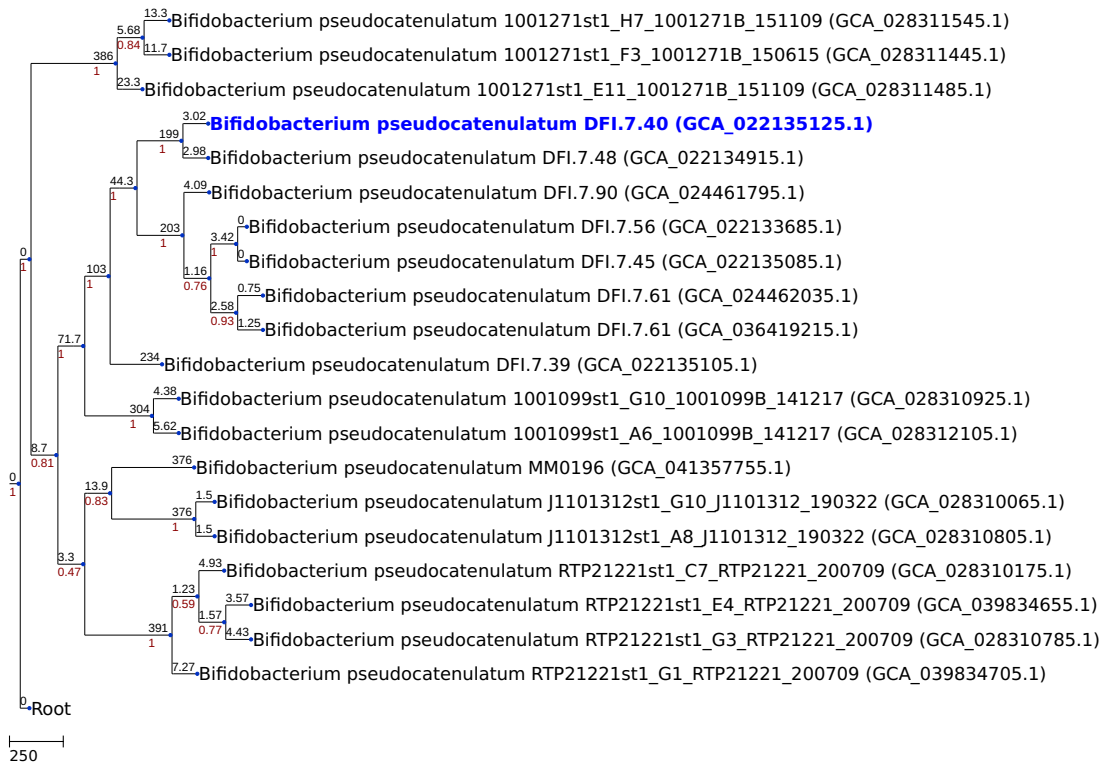 13.3
Bifidobacterium pseudocatenulatum 1001271st1_H7_1001271B_151109 (GCA_028311545.1)
5.68
0.84
11.7
Bifidobacterium pseudocatenulatum 1001271st1_F3_1001271B_150615 (GCA_028311445.1)
386
1
23.3
Bifidobacterium pseudocatenulatum 1001271st1_E11_1001271B_151109 (GCA_028311485.1)
3.02
Bifidobacterium pseudocatenulatum DFI.7.40 (GCA_022135125.1)
199
1
2.98
Bifidobacterium pseudocatenulatum DFI.7.48 (GCA_022134915.1)
44.3
1
4.09
Bifidobacterium pseudocatenulatum DFI.7.90 (GCA_024461795.1)
203
1
0
Bifidobacterium pseudocatenulatum DFI.7.56 (GCA_022133685.1)
3.42
1
0
Bifidobacterium pseudocatenulatum DFI.7.45 (GCA_022135085.1)
0
1
103
1
1.16
0.76
0.75
Bifidobacterium pseudocatenulatum DFI.7.61 (GCA_024462035.1)
2.58
0.93
1.25
Bifidobacterium pseudocatenulatum DFI.7.61 (GCA_036419215.1)
71.7
1
234
Bifidobacterium pseudocatenulatum DFI.7.39 (GCA_022135105.1)
4.38
Bifidobacterium pseudocatenulatum 1001099st1_G10_1001099B_141217 (GCA_028310925.1)
304
1
5.62
Bifidobacterium pseudocatenulatum 1001099st1_A6_1001099B_141217 (GCA_028312105.1)
8.7
0.81
376
Bifidobacterium pseudocatenulatum MM0196 (GCA_041357755.1)
0
1
13.9
0.83
1.5
Bifidobacterium pseudocatenulatum J1101312st1_G10_J1101312_190322 (GCA_028310065.1)
376
1
1.5
Bifidobacterium pseudocatenulatum J1101312st1_A8_J1101312_190322 (GCA_028310805.1)
3.3
0.47
4.93
Bifidobacterium pseudocatenulatum RTP21221st1_C7_RTP21221_200709 (GCA_028310175.1)
1.23
0.59
3.57
Bifidobacterium pseudocatenulatum RTP21221st1_E4_RTP21221_200709 (GCA_039834655.1)
1.57
0.77
4.43
Bifidobacterium pseudocatenulatum RTP21221st1_G3_RTP21221_200709 (GCA_028310785.1)
391
1
7.27
Bifidobacterium pseudocatenulatum RTP21221st1_G1_RTP21221_200709 (GCA_039834705.1)
0
Root
250